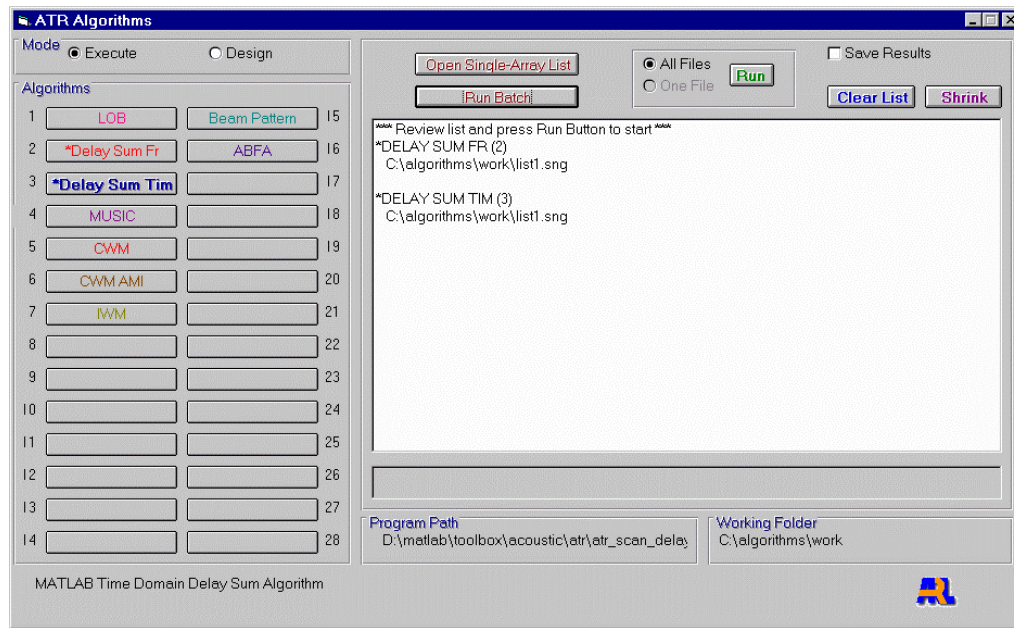 ATR Algorithms
Mode
Execute
Design
Algorithms
1 LOB Beam Pattern 15
2 *Delay Sum Fr ABFA 16
3 *Delay Sum Tim 17
4 MUSIC 18
5 CWM 19
6 CWM AMI 20
7 IWM 21
8 22
9 23
10 24
11 25
12 26
13 27
14 28
MATLAB Time Domain Delay Sum Algorithm
Open Single-Array List
Run Batch
All Files
One File
Run
Save Results
Clear List
Shrink
*** Review list and press Run Button to start ***
*DELAY SUM FR (2)
C:\algorithms\work\list1.sng
*DELAY SUM TIM (3)
C:\algorithms\work\list1.sng
Program Path
D:\matlab\toolbox\acoustic\atr\atr_scan_delay
Working Folder
C:\algorithms\work
ARL